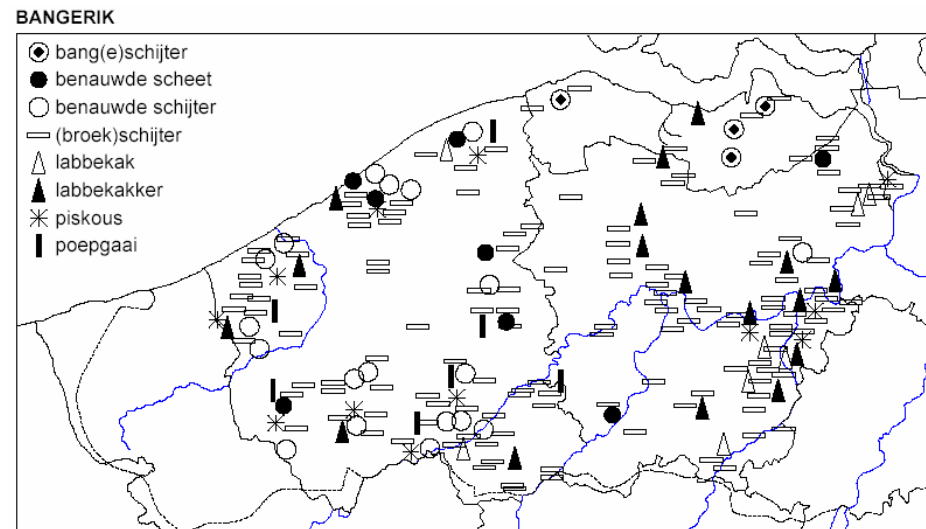 BANGERIK
bang(e)schijter
benauwde scheet
benauwde schijter
(broek)schijter
labbekak
labbekakker
piskous
poepgaai